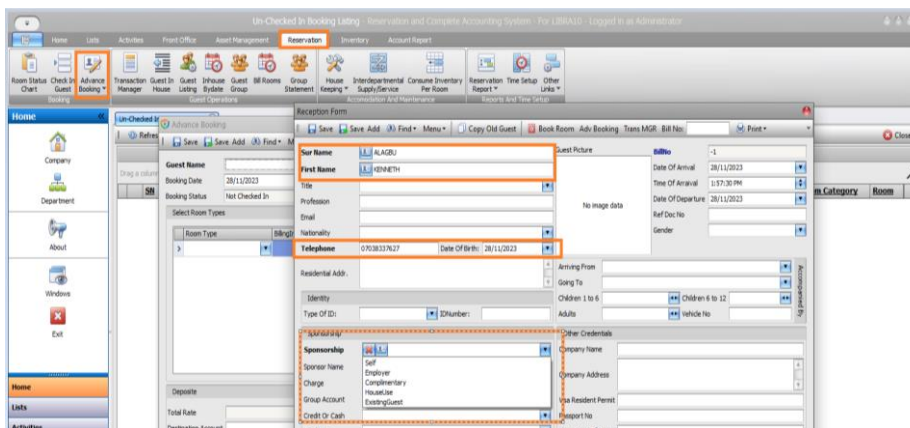 Un-Checked In Booking Listing - Reservation and Complete Accounting System - For LIBRA10 - Logged in as Administrator
Home Lists Activities Front Office Asset Management Reservation Inventory Account Report
Room Status Chart Check In Guest Advance Booking Transaction Manager Guest In House Guest Listing Inhouse Bydate Guest Group Bill Rooms Group Statement House Keeping Interdepartmental Supply/Service Consume Inventory Per Room Reservation Report Time Setup Other Links
Booking Guest Operations Accomodation And Maintenance Reports And Time Setup
Home
Company
Department
About
Windows
Exit
Home
Lists
Activities
Un-Checked In
Refres
Close
Drag a column
SN
m Category Room
Advance Booking
Save Save Add Find
Guest Name
Booking Date 28/11/2023
Booking Status Not Checked In
Select Room Types
Room Type BillingIn
Deposite
Total Rate
Reception Form
Save Save Add Find Menu Copy Old Guest Book Room Adv Booking Trans MGR Bill No: Print
Sur Name ALAGBU
First Name KENNETH
Title
Profession
Email
Nationality
Telephone 07038337627 Date Of Birth: 28/11/2023
Residential Addr.
Identity
Type Of ID: IDNumber:
Sponsorship
Sponsorship
Sponsor Name
Charge
Group Account
Credit Or Cash
Self
Employer
Complimentary
HouseUse
ExistingGuest
Guest Picture
No image data
BillNo -1
Date Of Arrival 28/11/2023
Time Of Arraival 1:57:30 PM
Date Of Departure 28/11/2023
Ref Doc No
Gender
Arriving From
Going To
Children 1 to 6 Children 6 to 12
Adults Vehicle No
Accompanied By
Other Credentials
Company Name
Company Address
Visa Resident Permit
Passport No